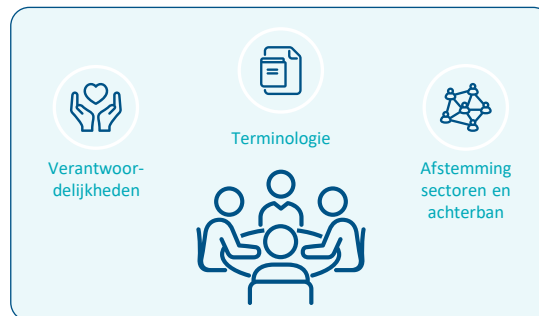 Terminologie
Verantwoor-
delijkheden
Afstemming
sectoren en
achterban